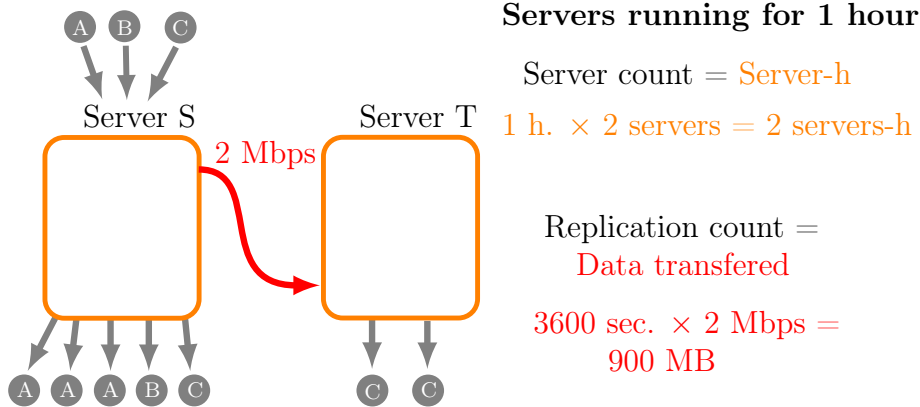 Servers running for 1 hour
A B C
Server count = Server-h
Server S
Server T
1 h. × 2 servers = 2 servers-h
2 Mbps
Replication count =
Data transfered
3600 sec. × 2 Mbps =
900 MB
A A A B C
C C